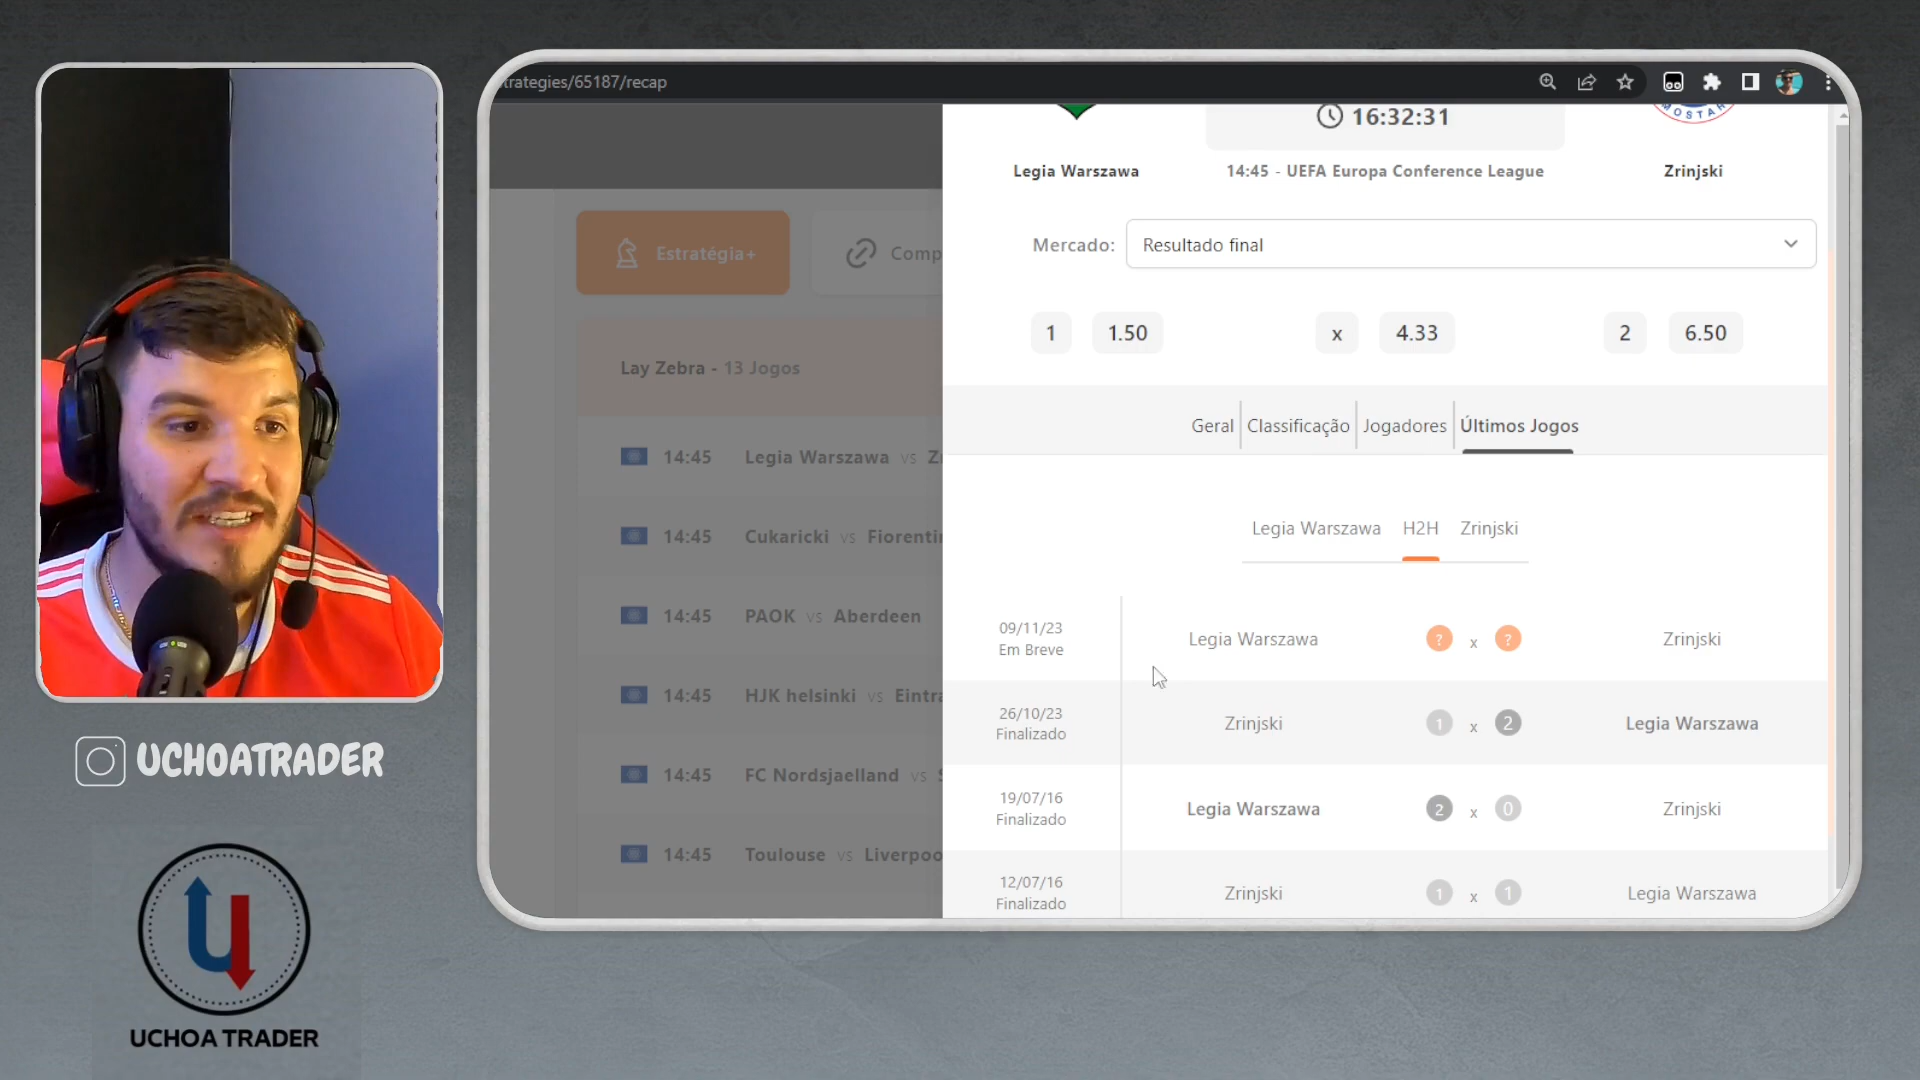 trategies/65187/recap
MOSTAR
16:32:31
Legia Warszawa
14:45 - UEFA Europa Conference League
Zrinjski
Mercado:
Resultado final
1
1.50
x
4.33
2
6.50
Estratégia+
Comp
Lay Zebra - 13 Jogos
14:45 Legia Warszawa vs Z
14:45 Cukaricki vs Fiorenti
14:45 PAOK vs Aberdeen
14:45 HJK helsinki vs Eintra
14:45 FC Nordsjaelland vs S
14:45 Toulouse vs Liverpoo
Geral
Classificação
Jogadores
Últimos Jogos
Legia Warszawa H2H Zrinjski
09/11/23
Em Breve
Legia Warszawa ? x ? Zrinjski
26/10/23
Finalizado
Zrinjski 1 x 2 Legia Warszawa
19/07/16
Finalizado
Legia Warszawa 2 x 0 Zrinjski
12/07/16
Finalizado
Zrinjski 1 x 1 Legia Warszawa
UCHOATRADER
U
UCHOA TRADER